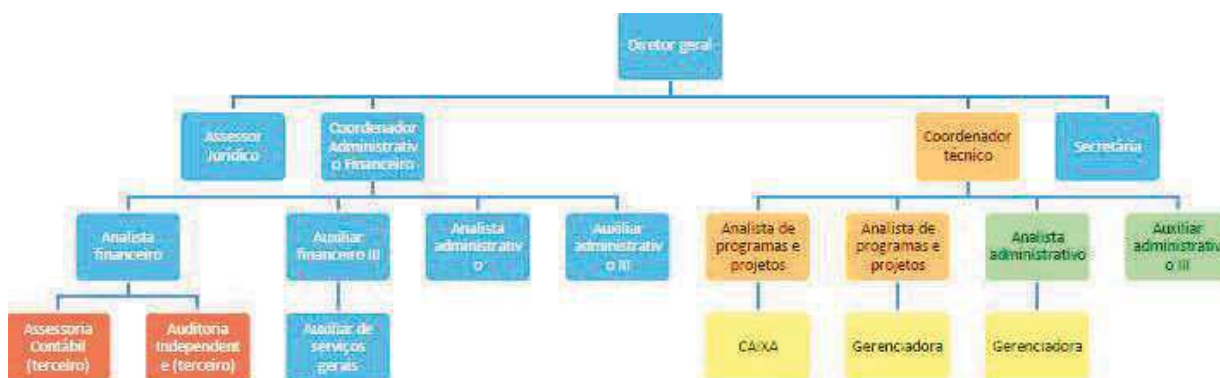 Diretor geral
Assessor
Jurídico
Coordenador
Administrativ
o Financeiro
Coordenador
técnico
Secretária
Analista
financeiro
Auxiliar
financeiro III
Analista
administrativ
o
Auxiliar
administrativ
o III
Analista de
programas e
projetos
Analista de
programas e
projetos
Analista
administrativo
Auxiliar
administrativ
o III
Assessoria
Contábil
(terceiro)
Auditoria
Independent
e (terceiro)
Auxiliar de
serviços
gerais
CAIXA
Gerenciadora
Gerenciadora